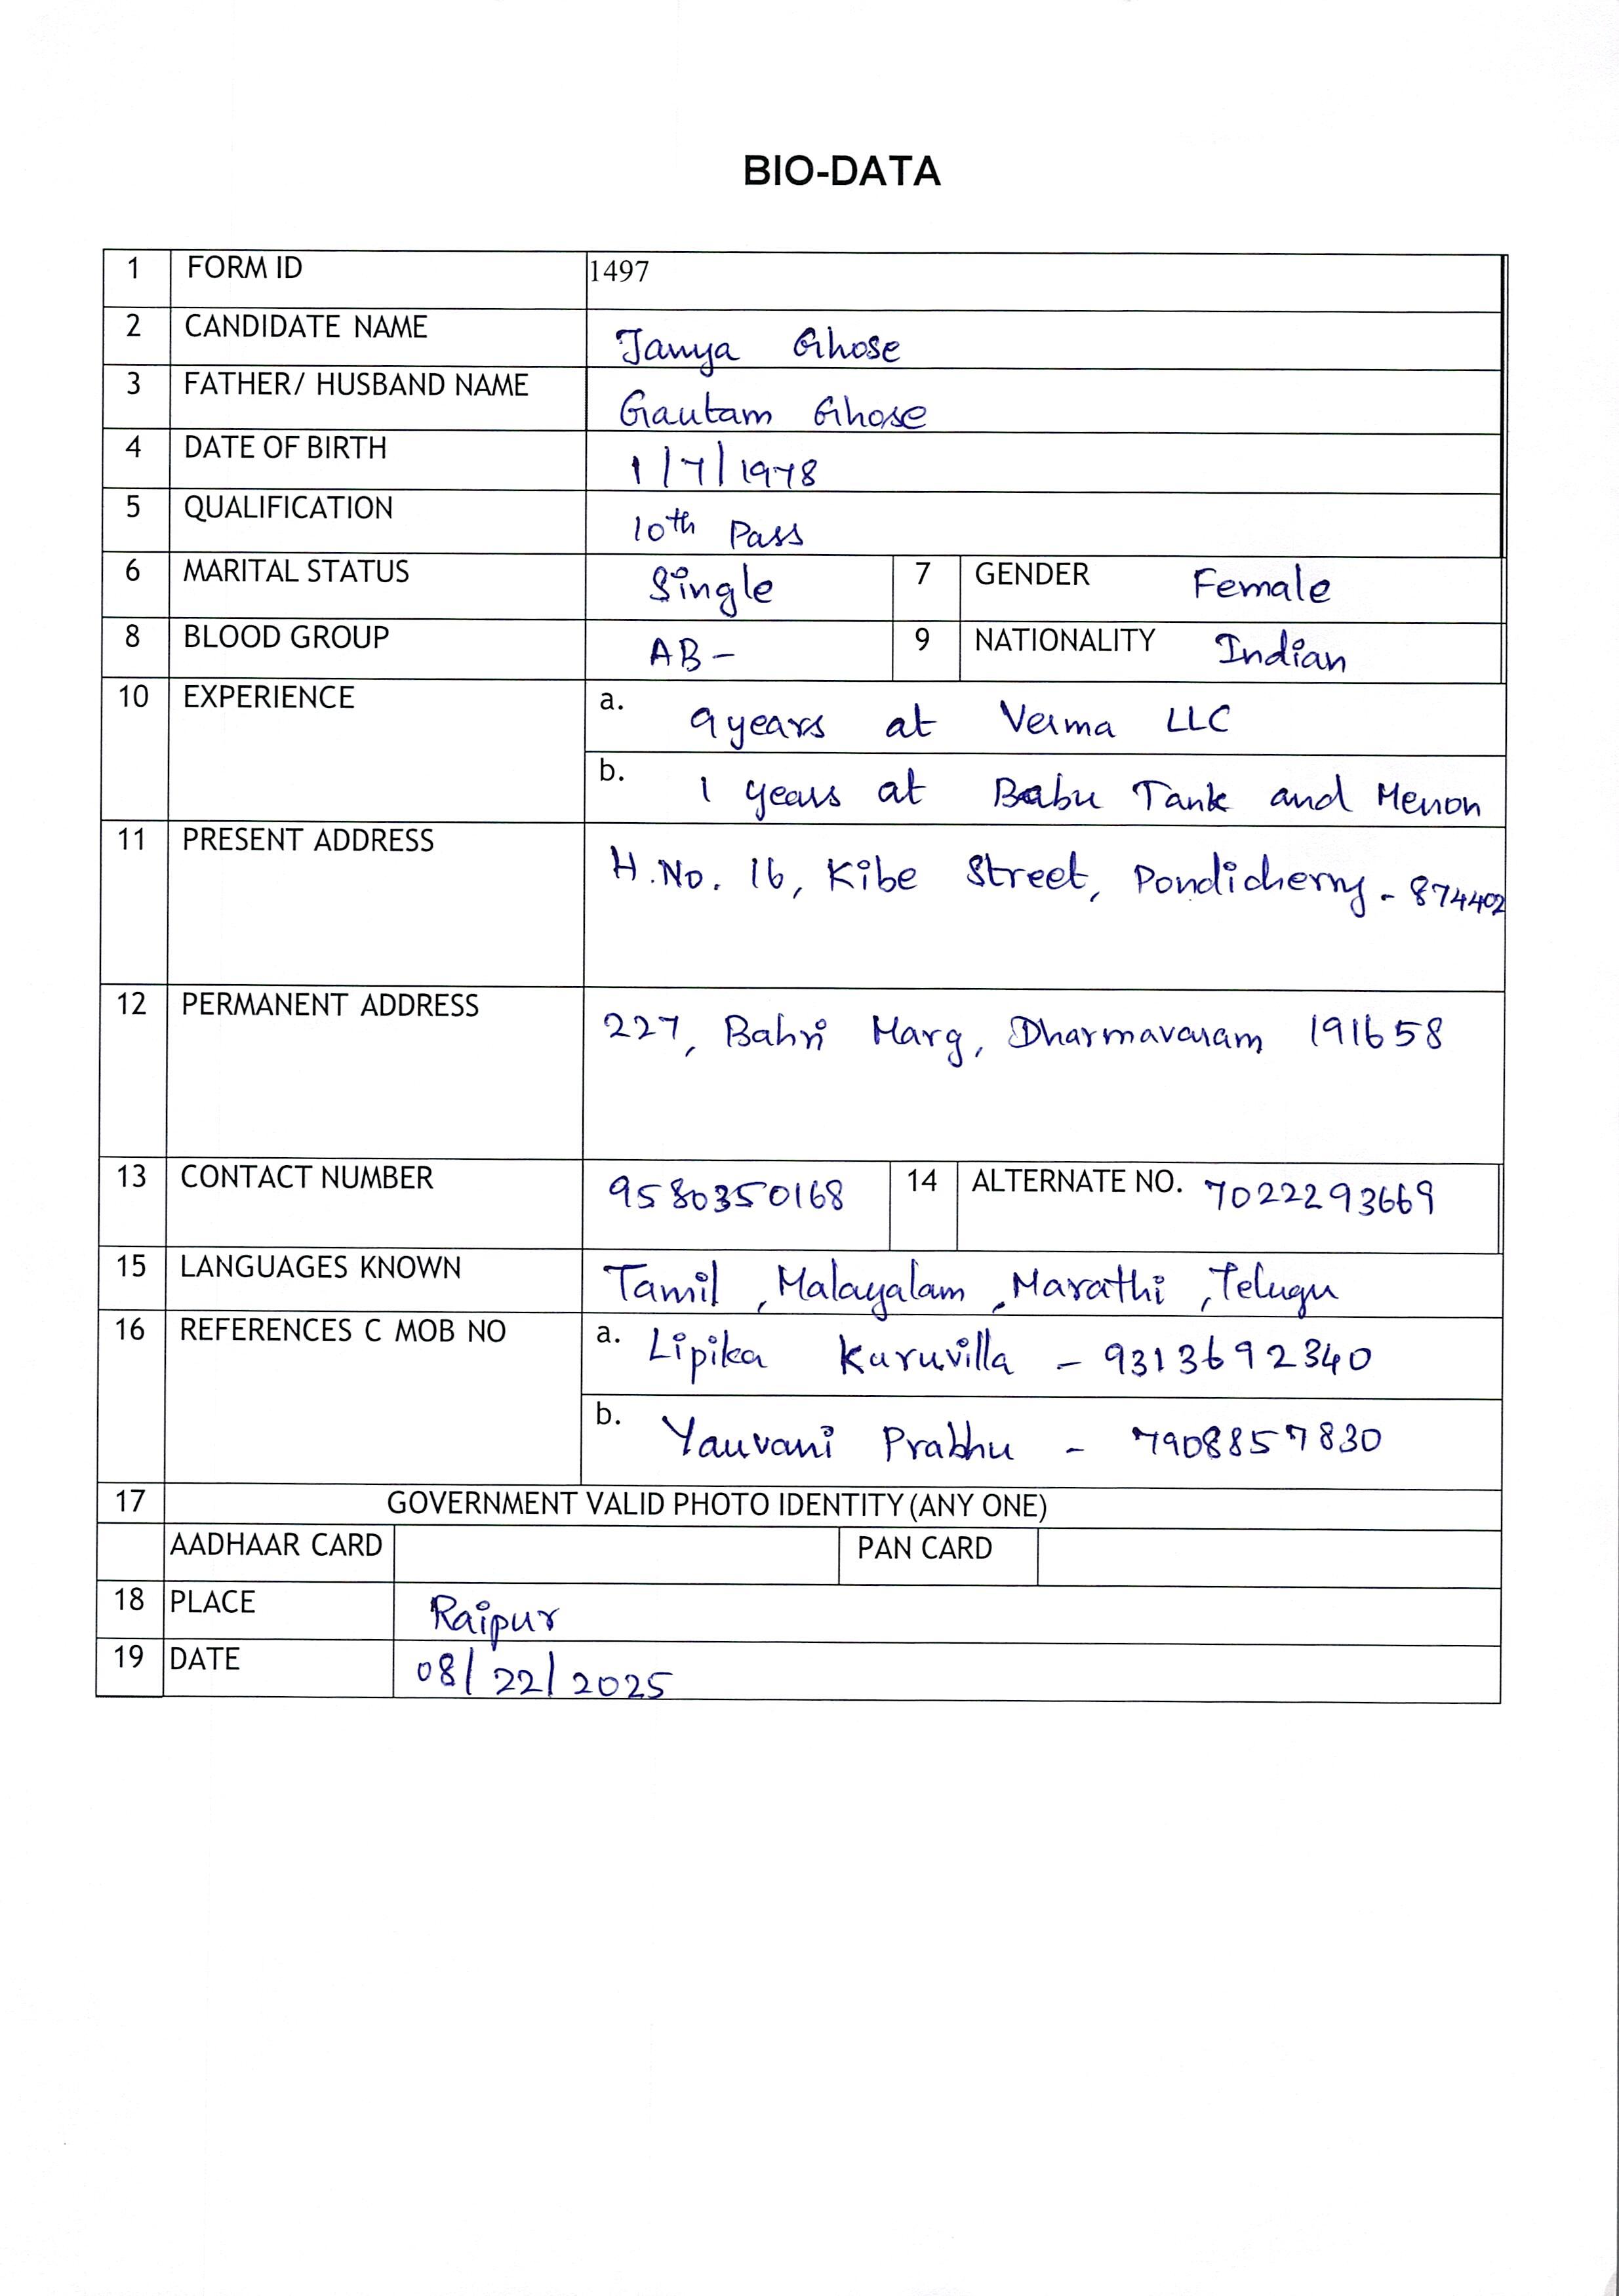 BIO-DATA
1 FORM ID 1497
2 CANDIDATE NAME Tanya Ghose
3 FATHER/ HUSBAND NAME Gautam Ghose
4 DATE OF BIRTH 1/7/1978
5 QUALIFICATION 10th Pass
6 MARITAL STATUS Single 7 GENDER Female
8 BLOOD GROUP AB- 9 NATIONALITY Indian
10 EXPERIENCE a. 9 years at Verma LLC
b. 1 years at Babu Tank and Menon
11 PRESENT ADDRESS H.No. 16, Kibe Street, Pondicherry - 874402
12 PERMANENT ADDRESS 227, Bahri Marg, Dharmavaram 191658
13 CONTACT NUMBER 9580350168 14 ALTERNATE NO. 7022293669
15 LANGUAGES KNOWN Tamil, Malayalam, Marathi, Telugu
16 REFERENCES C MOB NO a. Lipika Kuruvilla - 9313692340
b. Yauvani Prabhu - 7908857830
17 GOVERNMENT VALID PHOTO IDENTITY (ANY ONE)
AADHAAR CARD PAN CARD
18 PLACE Raipur
19 DATE 08/22/2025